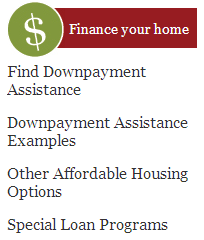 $ Finance your home
Find Downpayment
Assistance
Downpayment Assistance
Examples
Other Affordable Housing
Options
Special Loan Programs